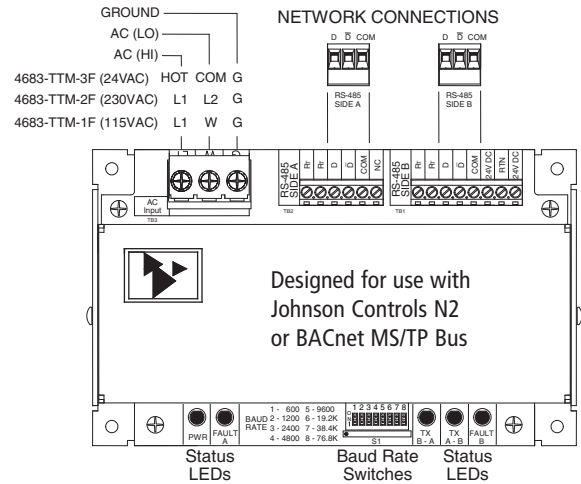 GROUND
AC (LO)
AC (HI)
4683-TTM-3F (24VAC) HOT COM G
4683-TTM-2F (230VAC) L1 L2 G
4683-TTM-1F (115VAC) L1 W G
NETWORK CONNECTIONS
D D̅ COM
RS-485
SIDE A
D D̅ COM
RS-485
SIDE B
AC
Input
TB3
RS-485
SIDE A
RT RT D D̅ COM NC
TB2
RS-485
SIDE B
RT RT D D̅ COM 24V DC RTN 24V DC
TB1
Designed for use with
Johnson Controls N2
or BACnet MS/TP Bus
PWR
FAULT
A
BAUD
RATE
1 - 600 5 - 9600
2 - 1200 6 - 19.2K
3 - 2400 7 - 38.4K
4 - 4800 8 - 76.8K
1 2 3 4 5 6 7 8
S1
TX
B - A
TX
A - B
FAULT
B
Status
LEDs
Baud Rate
Switches
Status
LEDs